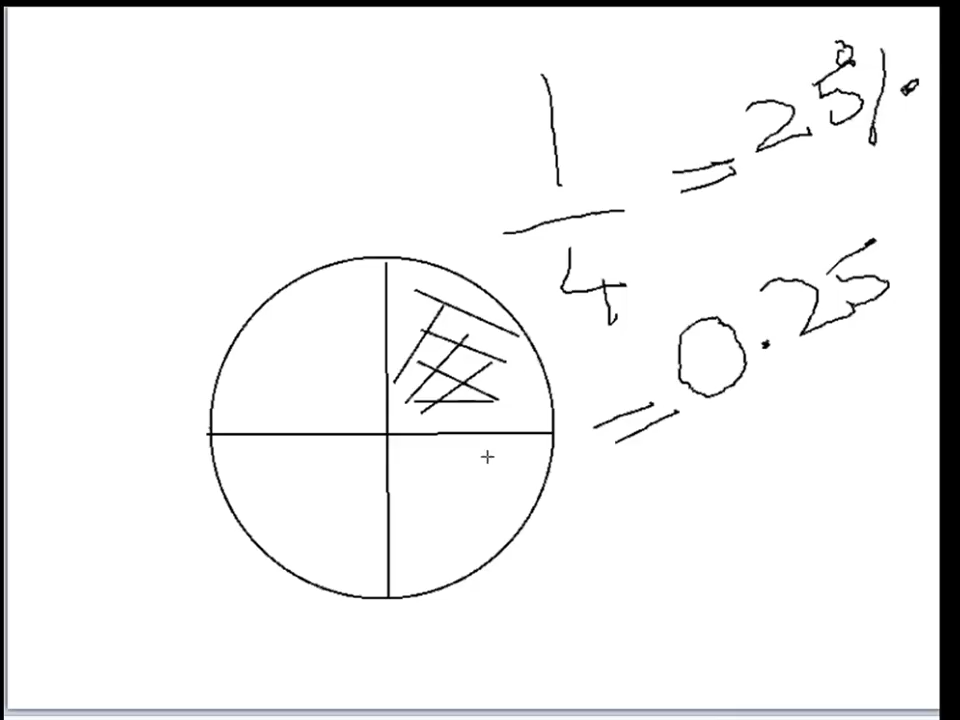 1/4 = 25%
= 0.25